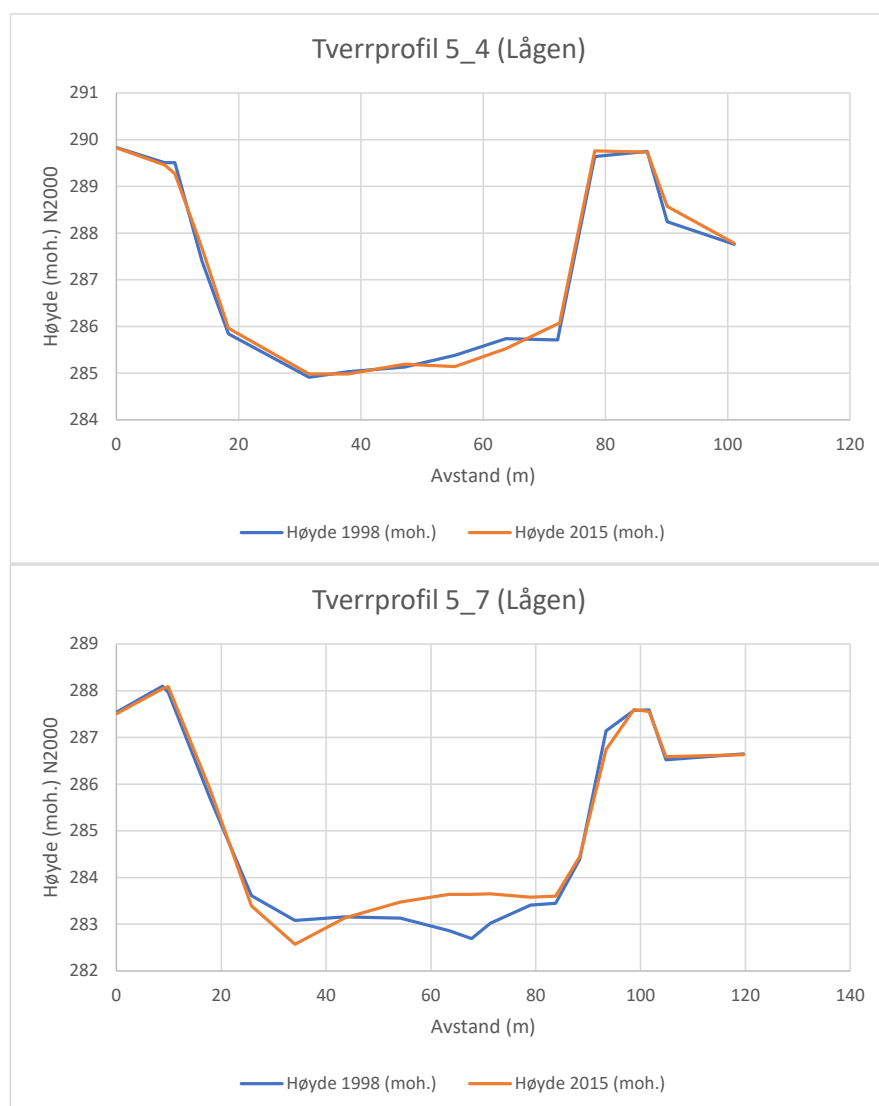 Tverrprofil 5_4 (Lågen)
291
290
289
288
287
286
285
284
Høyde (moh.) N2000
0 20 40 60 80 100 120
Avstand (m)
Høyde 1998 (moh.) Høyde 2015 (moh.)
Tverrprofil 5_7 (Lågen)
289
288
287
286
285
284
283
282
Høyde (moh.) N2000
0 20 40 60 80 100 120 140
Avstand (m)
Høyde 1998 (moh.) Høyde 2015 (moh.)